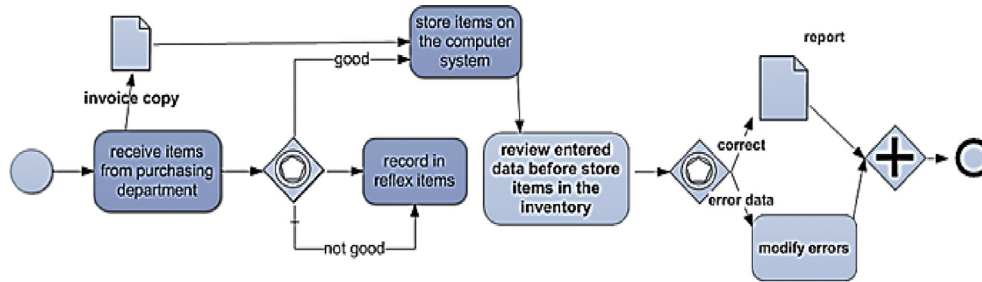 store items on
the computer
system
good
report
invoice copy
receive items
from purchasing
department
record in
reflex items
review entered
data before store
items in the
inventory
correct
error data
not good
modify errors